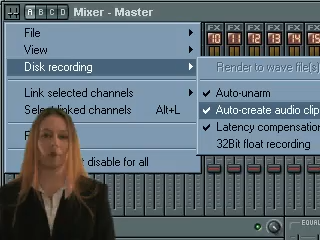 A B C D Mixer - Master
File
View
Disk recording
Link selected channels
Select linked channels Alt+L
disable for all
FX FX FX FX FX FX
10 11 12 13 14 15
Render to wave file(s)
Auto-unarm
Auto-create audio clip
Latency compensation
32Bit float recording